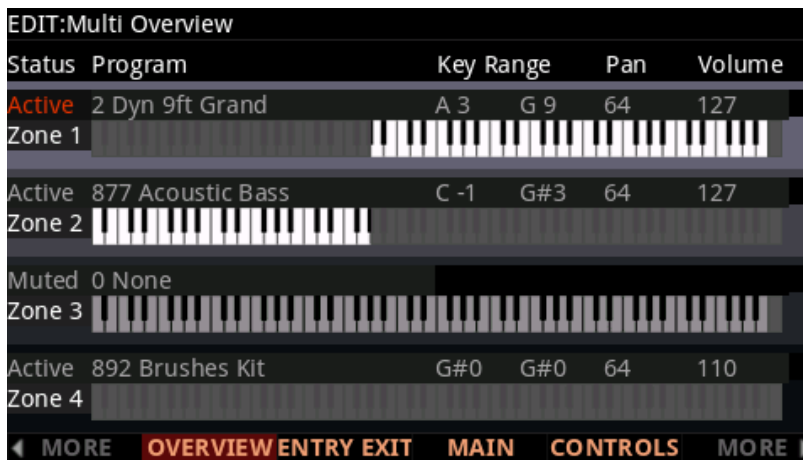 EDIT:Multi Overview
Status Program Key Range Pan Volume
Active 2 Dyn 9ft Grand A 3 G 9 64 127
Zone 1
Active 877 Acoustic Bass C -1 G#3 64 127
Zone 2
Muted 0 None
Zone 3
Active 892 Brushes Kit G#0 G#0 64 110
Zone 4
MORE OVERVIEW ENTRY EXIT MAIN CONTROLS MORE